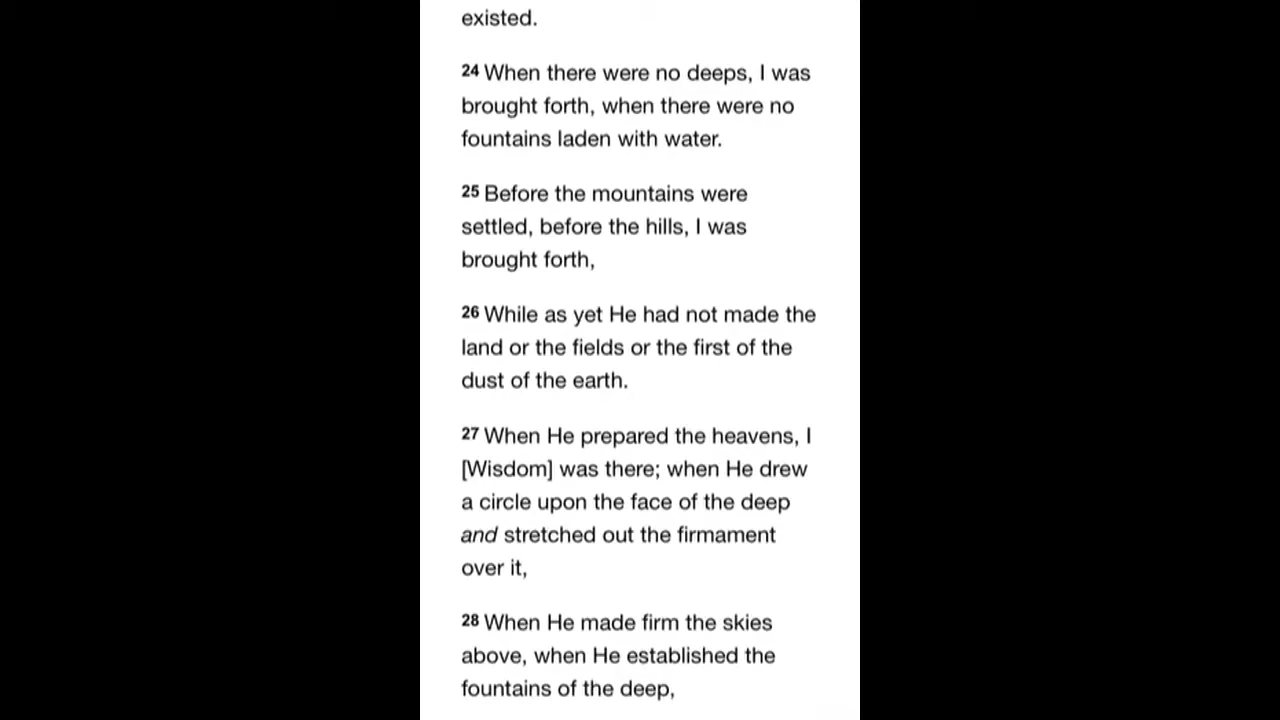 existed.
24 When there were no deeps, I was
brought forth, when there were no
fountains laden with water.
25 Before the mountains were
settled, before the hills, I was
brought forth,
26 While as yet He had not made the
land or the fields or the first of the
dust of the earth.
27 When He prepared the heavens, I
[Wisdom] was there; when He drew
a circle upon the face of the deep
and stretched out the firmament
over it,
28 When He made firm the skies
above, when He established the
fountains of the deep,